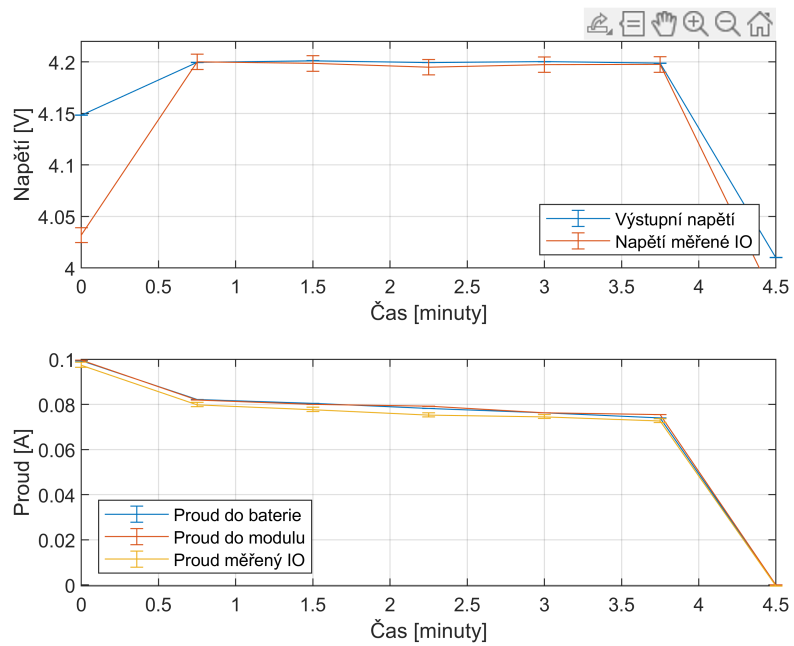 4.2
4.15
4.1
4.05
4
Napětí [V]
0 0.5 1 1.5 2 2.5 3 3.5 4 4.5
Čas [minuty]
Výstupní napětí
Napětí měřené IO
0.1
0.08
0.06
0.04
0.02
0
Proud [A]
Proud do baterie
Proud do modulu
Proud měřený IO
0 0.5 1 1.5 2 2.5 3 3.5 4 4.5
Čas [minuty]